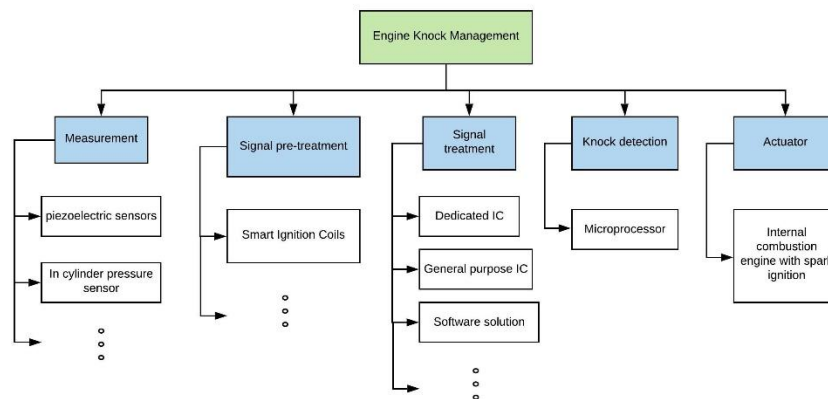 Engine Knock Management
Measurement
Signal pre-treatment
Signal
treatment
Knock detection
Actuator
piezoelectric sensors
In cylinder pressure
sensor
Smart Ignition Coils
Dedicated IC
General purpose IC
Software solution
Microprocessor
Internal
combustion
engine with spark
ignition